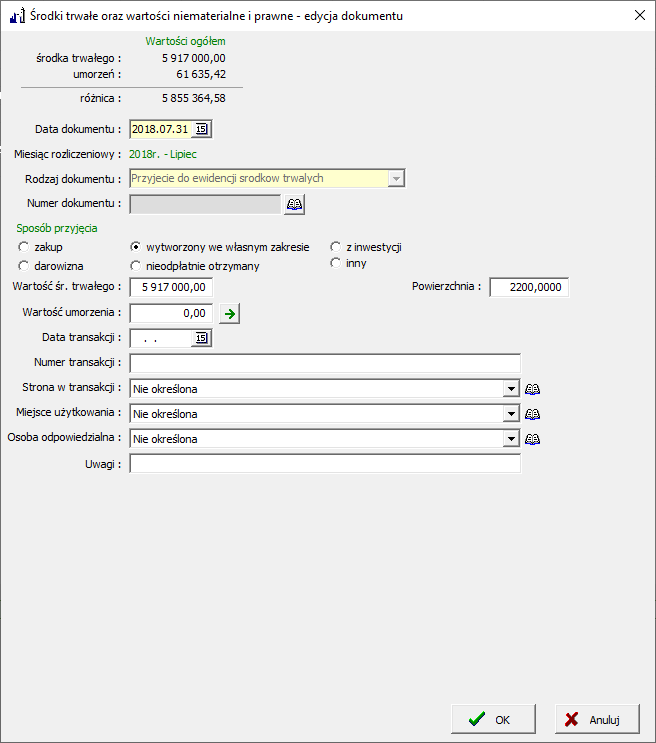 Środki trwałe oraz wartości niematerialne i prawne - edycja dokumentu
Wartości ogółem
środka trwałego : 5 917 000,00
umorzeń : 61 635,42
różnica : 5 855 364,58
Data dokumentu : 2018.07.31 15
Miesiąc rozliczeniowy : 2018r. - Lipiec
Rodzaj dokumentu : Przyjecie do ewidencji srodkow trwalych
Numer dokumentu :
Sposób przyjęcia
zakup wytworzony we własnym zakresie z inwestycji
darowizna nieodpłatnie otrzymany inny
Wartość śr. trwałego : 5 917 000,00 Powierzchnia : 2200,0000
Wartość umorzenia : 0,00
Data transakcji : . . 15
Numer transakcji :
Strona w transakcji : Nie określona
Miejsce użytkowania : Nie określona
Osoba odpowiedzialna : Nie określona
Uwagi :
OK Anuluj